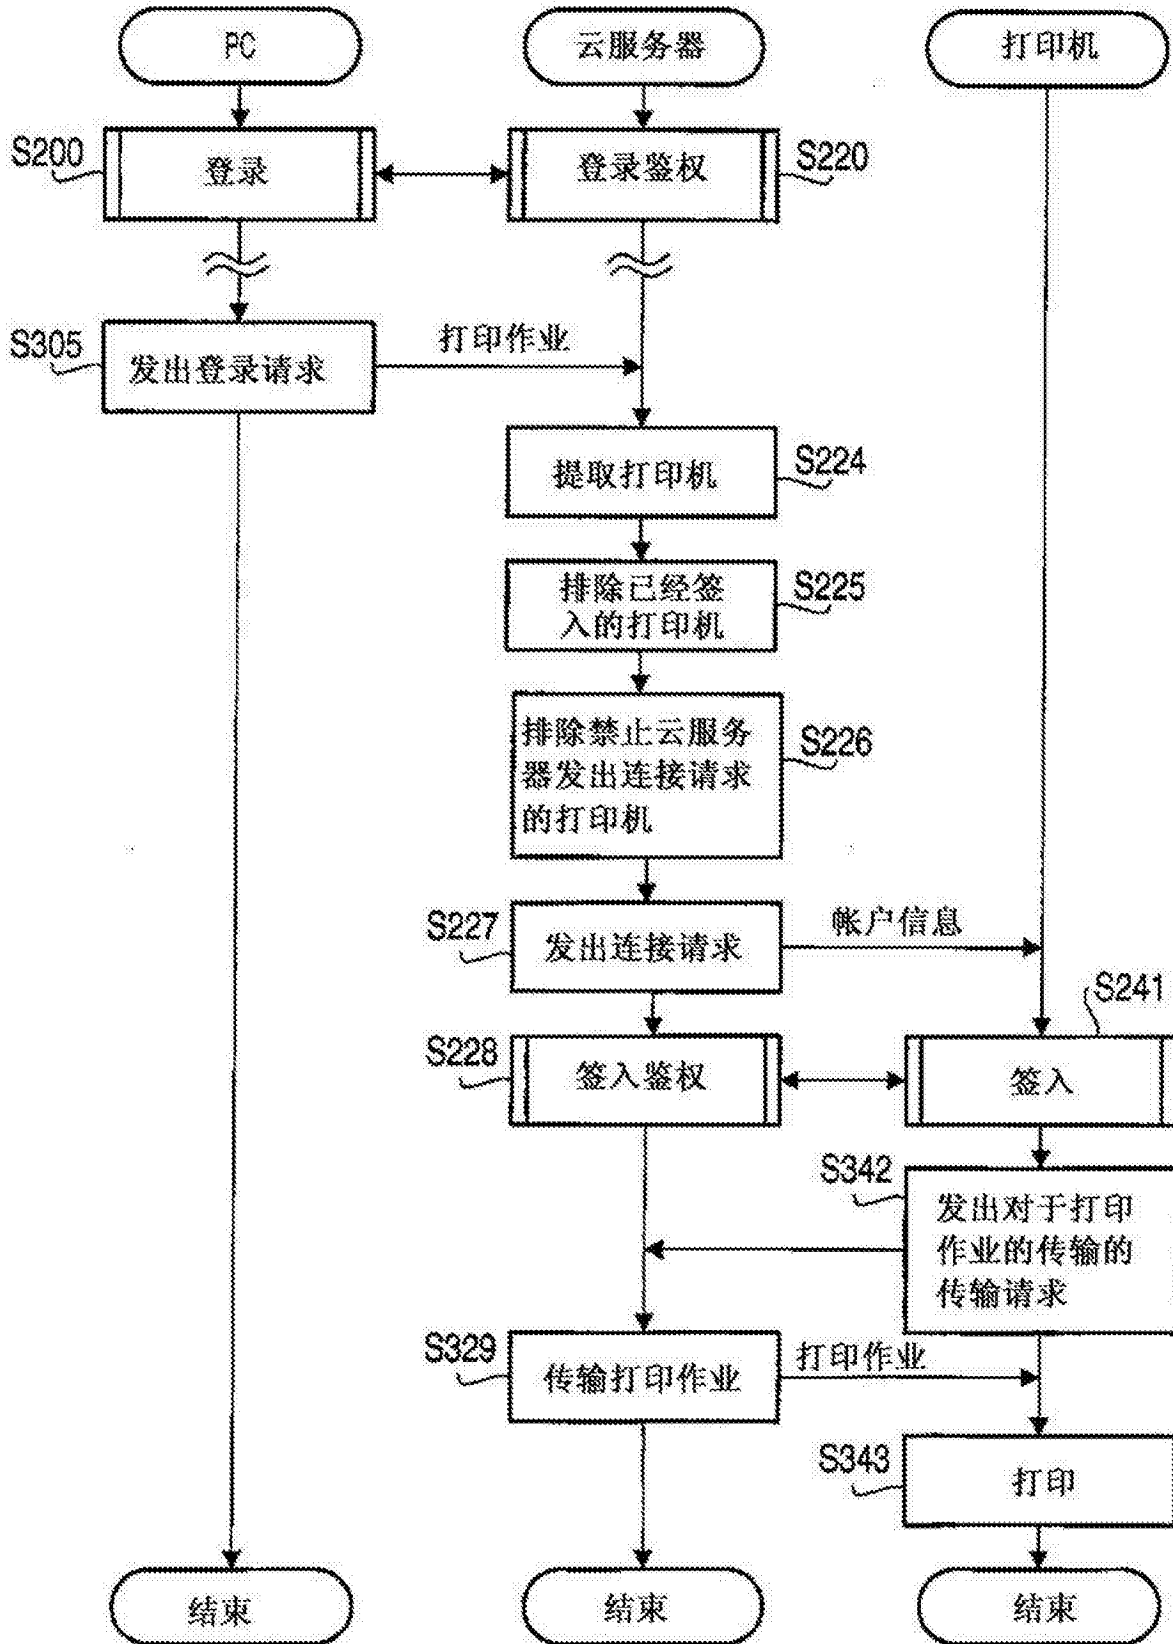 PC
云服务器
打印机
S200
登录
登录鉴权
S220
S305
发出登录请求
打印作业
提取打印机
S224
排除已经签
入的打印机
S225
排除禁止云服务
器发出连接请求
的打印机
S226
S227
发出连接请求
帐户信息
S241
S228
签入鉴权
签入
S342
发出对于打印
作业的传输的
传输请求
S329
传输打印作业
打印作业
S343
打印
结束
结束
结束